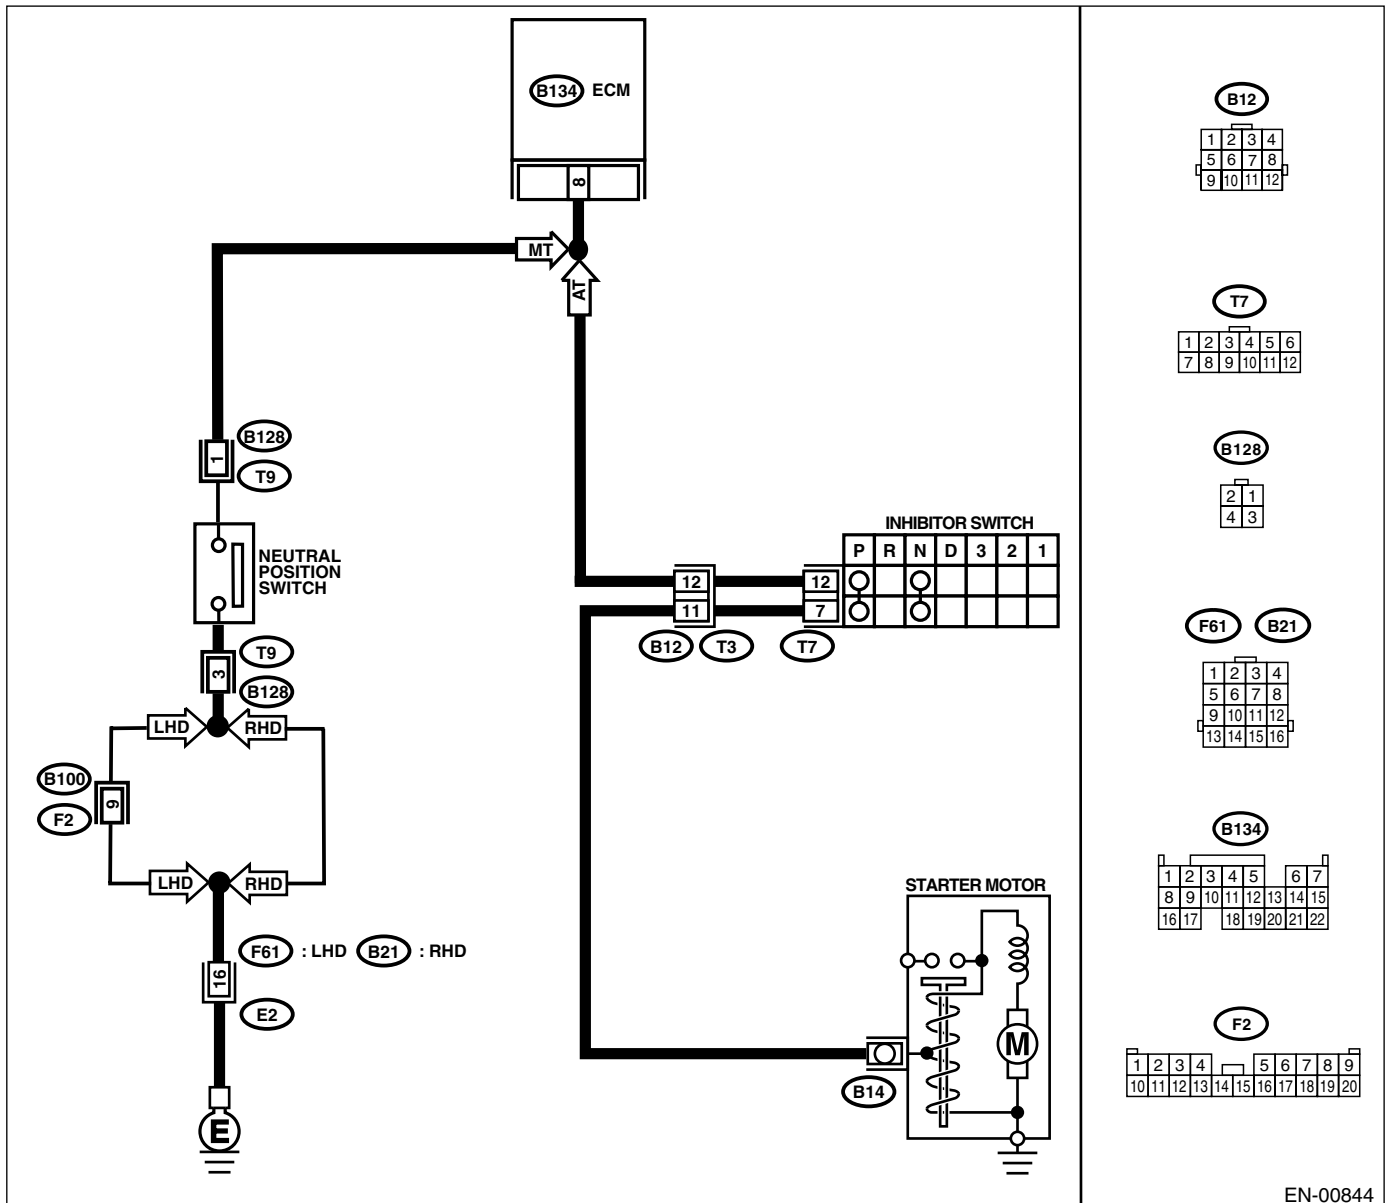 B134 ECM
8
MT
AT
B128
1
T9
NEUTRAL
POSITION
SWITCH
T9
3
B128
LHD RHD
B100
9
F2
LHD RHD
F61 : LHD B21 : RHD
16
E2
E
INHIBITOR SWITCH
P R N D 3 2 1
12 12
11 7
B12 T3 T7
STARTER MOTOR
M
B14
B12
1 2 3 4
5 6 7 8
9 10 11 12
T7
1 2 3 4 5 6
7 8 9 10 11 12
B128
2 1
4 3
F61 B21
1 2 3 4
5 6 7 8
9 10 11 12
13 14 15 16
B134
1 2 3 4 5 6 7
8 9 10 11 12 13 14 15
16 17 18 19 20 21 22
F2
1 2 3 4 5 6 7 8 9
10 11 12 13 14 15 16 17 18 19 20
EN-00844